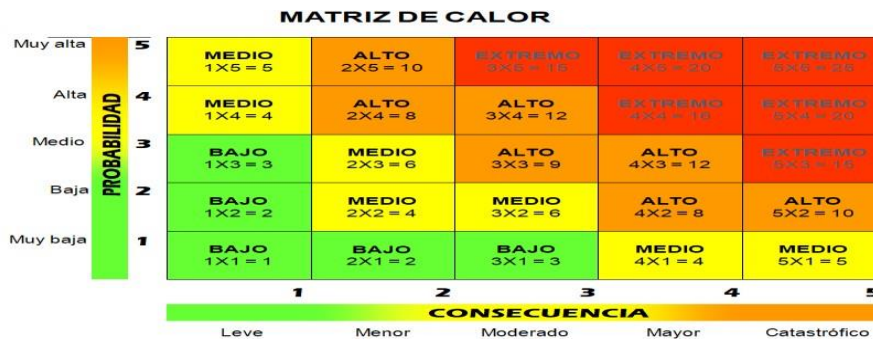 MATRIZ DE CALOR
Muy alta 5 MEDIO ALTO EXTREMO EXTREMO EXTREMO
1X5 = 5 2X5 = 10 3X5 = 15 4X5 = 20 5X5 = 25
Alta 4 MEDIO ALTO ALTO EXTREMO EXTREMO
1X4 = 4 2X4 = 8 3X4 = 12 4X4 = 16 5X4 = 20
Medio 3 BAJO MEDIO ALTO ALTO EXTREMO
1X3 = 3 2X3 = 6 3X3 = 9 4X3 = 12 5X3 = 15
Baja 2 BAJO MEDIO MEDIO ALTO ALTO
1X2 = 2 2X2 = 4 3X2 = 6 4X2 = 8 5X2 = 10
Muy baja 1 BAJO BAJO BAJO MEDIO MEDIO
1X1 = 1 2X1 = 2 3X1 = 3 4X1 = 4 5X1 = 5
PROBABILIDAD
1 2 3 4 5
CONSECUENCIA
Leve Menor Moderado Mayor Catastrófico